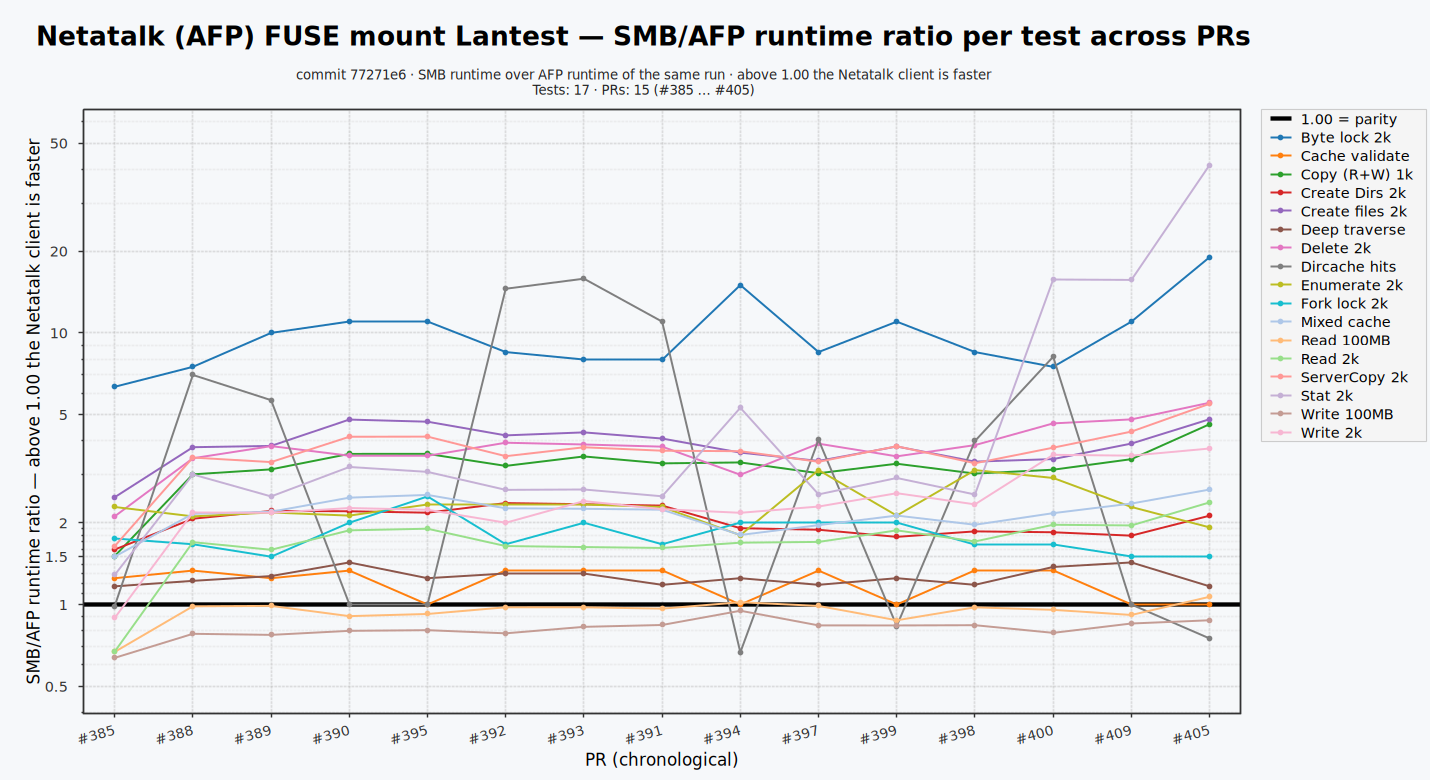 Netatalk (AFP) FUSE mount Lantest — SMB/AFP runtime ratio per test across PRs
commit 77271e6 · SMB runtime over AFP runtime of the same run · above 1.00 the Netatalk client is faster
Tests: 17 · PRs: 15 (#385 … #405)
SMB/AFP runtime ratio — above 1.00 the Netatalk client is faster
50
20
10
5
2
1.5
1
0.5
#385
#388
#389
#390
#395
#392
#393
#391
#394
#397
#399
#398
#400
#409
#405
PR (chronological)
1.00 = parity
Byte lock 2k
Cache validate
Copy (R+W) 1k
Create Dirs 2k
Create files 2k
Deep traverse
Delete 2k
Dircache hits
Enumerate 2k
Fork lock 2k
Mixed cache
Read 100MB
Read 2k
ServerCopy 2k
Stat 2k
Write 100MB
Write 2k